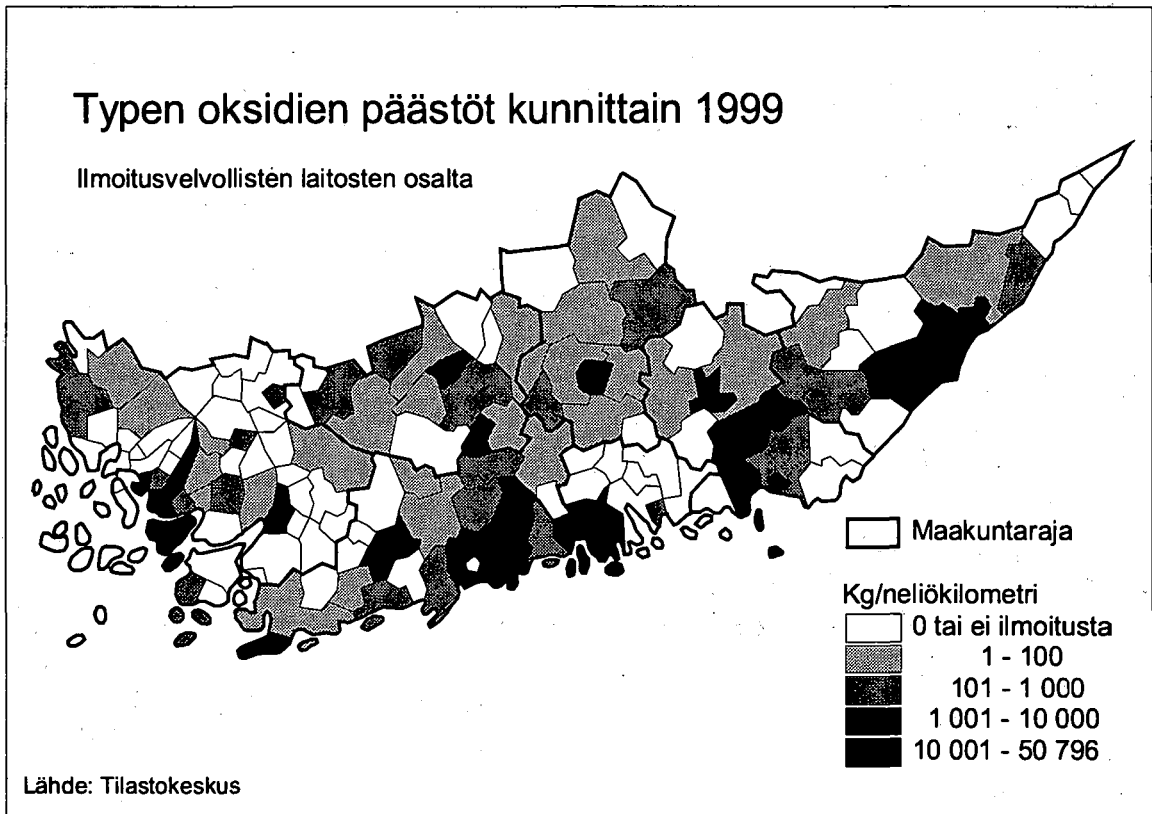 Typen oksidien päästöt kunnittain 1999
Ilmoitusvelvollisten laitosten osalta
Maakuntaraja
Kg/neliökilometri
0 tai ei ilmoitusta
1 - 100
101 - 1 000
1 001 - 10 000
10 001 - 50 796
Lähde: Tilastokeskus